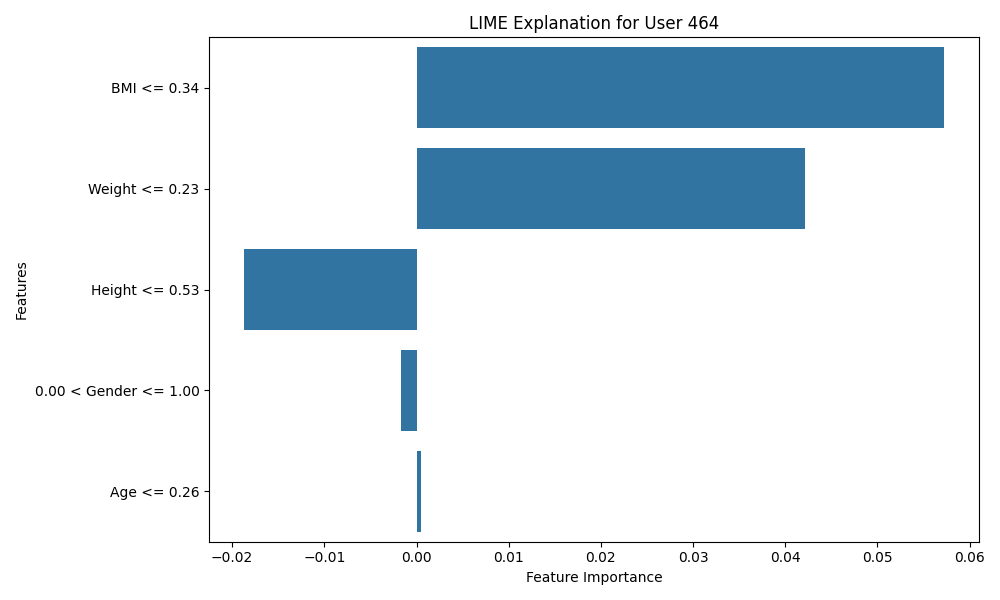 LIME Explanation for User 464
BMI <= 0.34
Weight <= 0.23
Height <= 0.53
0.00 < Gender <= 1.00
Age <= 0.26
Features
−0.02 −0.01 0.00 0.01 0.02 0.03 0.04 0.05 0.06
Feature Importance